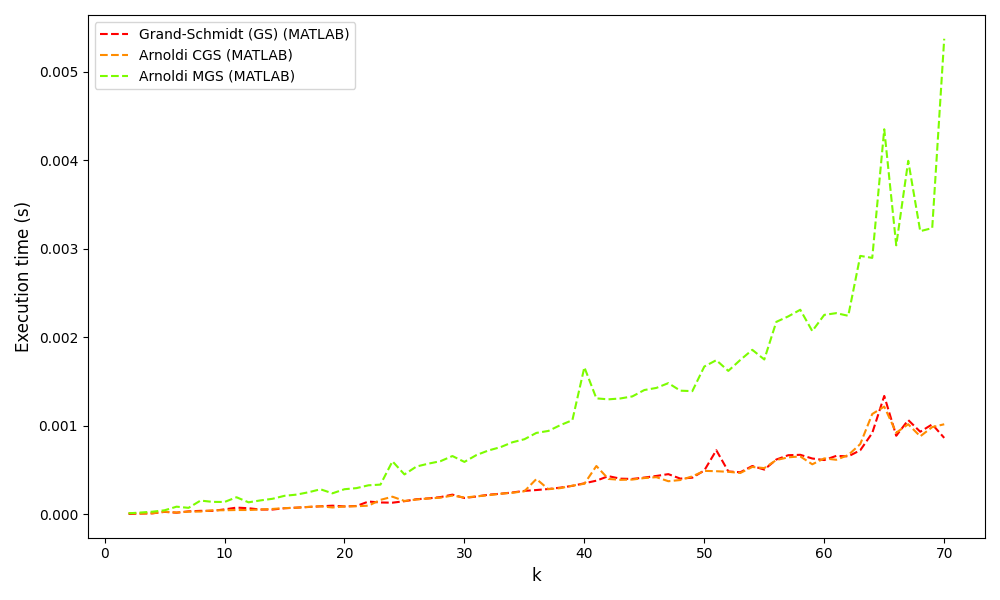 Grand-Schmidt (GS) (MATLAB)
Arnoldi CGS (MATLAB)
Arnoldi MGS (MATLAB)
Execution time (s)
0.005
0.004
0.003
0.002
0.001
0.000
0 10 20 30 40 50 60 70
k